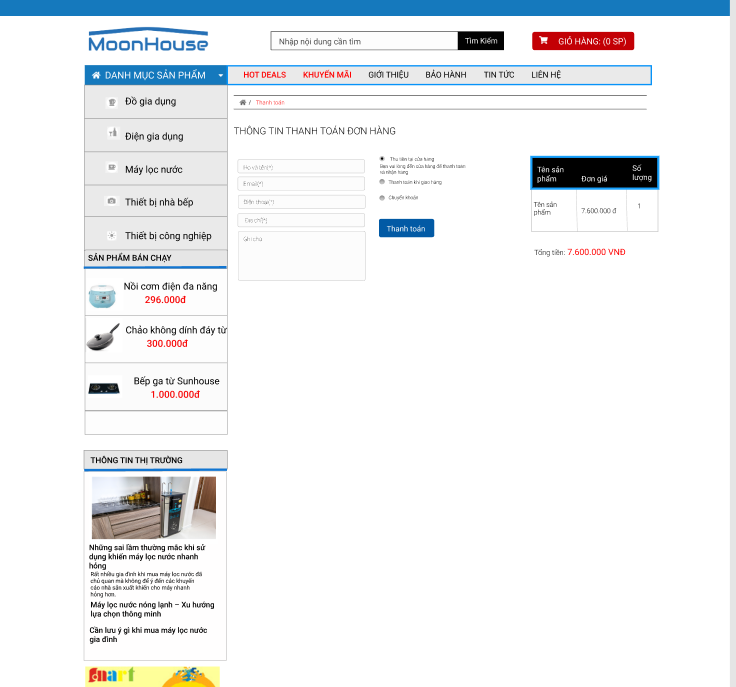 MoonHouse
Nhập nội dung cần tìm
Tìm Kiếm
GIỎ HÀNG: (0 SP)
DANH MỤC SẢN PHẨM
HOT DEALS
KHUYẾN MÃI
GIỚI THIỆU
BẢO HÀNH
TIN TỨC
LIÊN HỆ
Đồ gia dụng
Điện gia dụng
Máy lọc nước
Thiết bị nhà bếp
Thiết bị công nghiệp
/ Thanh toán
THÔNG TIN THANH TOÁN ĐƠN HÀNG
Họ và tên(*)
Email(*)
Điện thoại(*)
Địa chỉ(*)
Ghi chú
Thu tiền tại cửa hàng
Bạn vui lòng đến cửa hàng để thanh toán
và nhận hàng
Thanh toán khi giao hàng
Chuyển khoản
Thanh toán
Tên sản
phẩm
Đơn giá
Số
lượng
Tên sản
phẩm
7.600.000 đ
1
Tổng tiền: 7.600.000 VNĐ
SẢN PHẨM BÁN CHẠY
Nồi cơm điện đa năng
296.000đ
Chảo không dính đáy từ
300.000đ
Bếp ga từ Sunhouse
1.000.000đ
THÔNG TIN THỊ TRƯỜNG
Những sai lầm thường mắc khi sử
dụng khiến máy lọc nước nhanh
hỏng
Rất nhiều gia đình khi mua máy lọc nước đã
chủ quan mà không để ý đến các khuyến
cáo nhà sản xuất khiến cho máy nhanh
hỏng hơn.
Máy lọc nước nóng lạnh – Xu hướng
lựa chọn thông minh
Cần lưu ý gì khi mua máy lọc nước
gia đình